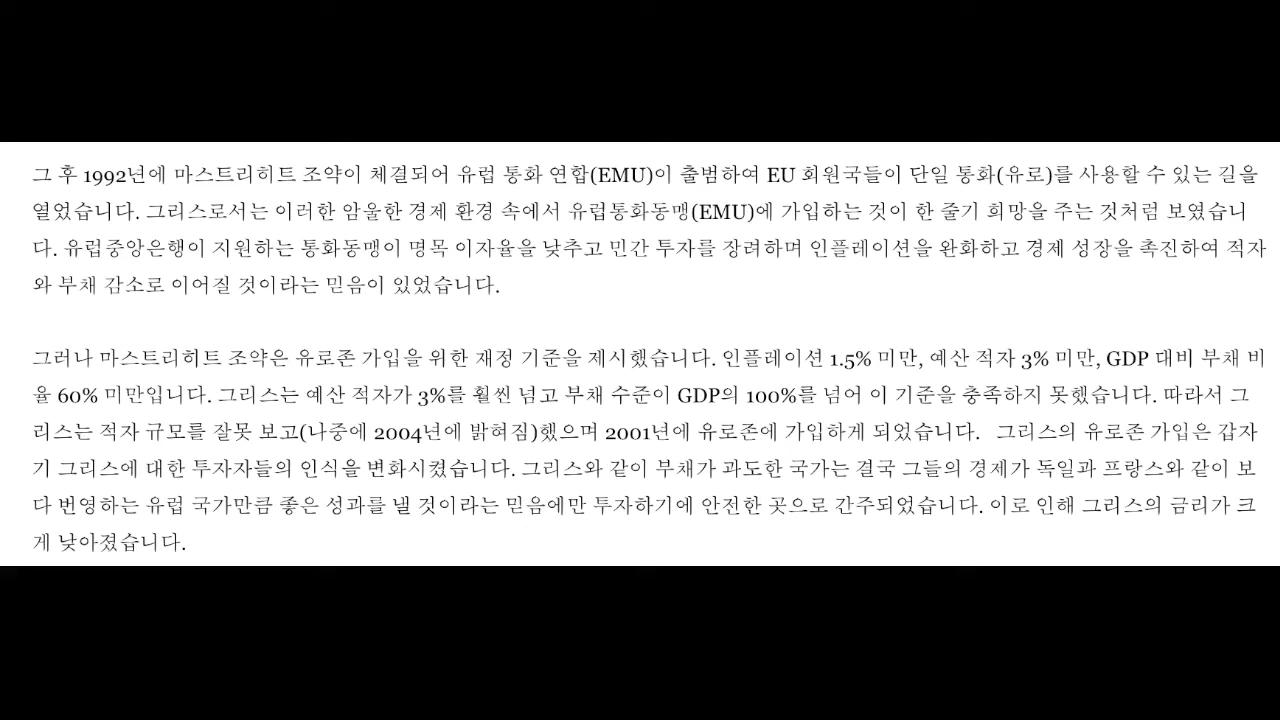 그 후 1992년에 마스트리히트 조약이 체결되어 유럽 통화 연합(EMU)이 출범하여 EU 회원국들이 단일 통화(유로)를 사용할 수 있는 길을
열었습니다. 그리스로서는 이러한 암울한 경제 환경 속에서 유럽통화동맹(EMU)에 가입하는 것이 한 줄기 희망을 주는 것처럼 보였습니
다. 유럽중앙은행이 지원하는 통화동맹이 명목 이자율을 낮추고 민간 투자를 장려하며 인플레이션을 완화하고 경제 성장을 촉진하여 적자
와 부채 감소로 이어질 것이라는 믿음이 있었습니다.
그러나 마스트리히트 조약은 유로존 가입을 위한 재정 기준을 제시했습니다. 인플레이션 1.5% 미만, 예산 적자 3% 미만, GDP 대비 부채 비
율 60% 미만입니다. 그리스는 예산 적자가 3%를 훨씬 넘고 부채 수준이 GDP의 100%를 넘어 이 기준을 충족하지 못했습니다. 따라서 그
리스는 적자 규모를 잘못 보고(나중에 2004년에 밝혀짐)했으며 2001년에 유로존에 가입하게 되었습니다. 그리스의 유로존 가입은 갑자
기 그리스에 대한 투자자들의 인식을 변화시켰습니다. 그리스와 같이 부채가 과도한 국가는 결국 그들의 경제가 독일과 프랑스와 같이 보
다 번영하는 유럽 국가만큼 좋은 성과를 낼 것이라는 믿음에만 투자하기에 안전한 곳으로 간주되었습니다. 이로 인해 그리스의 금리가 크
게 낮아졌습니다.